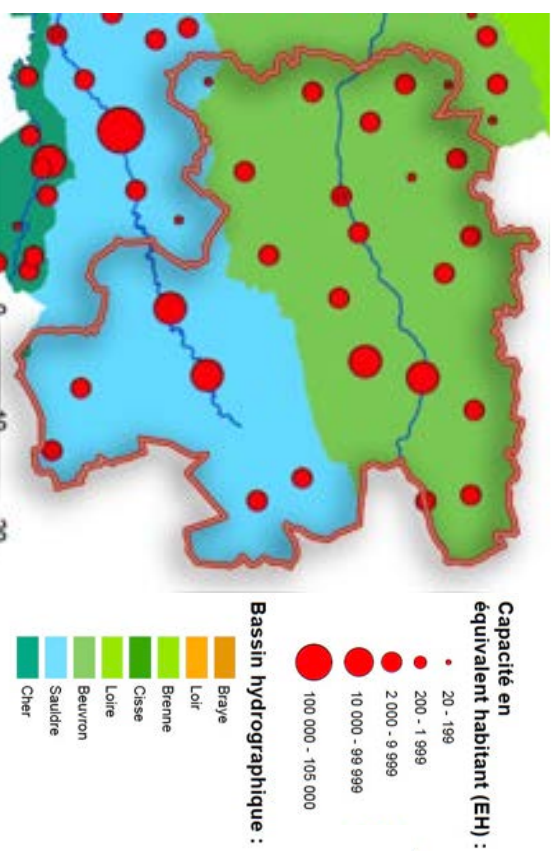 Capacité en
équivalent habitant (EH) :
20 - 199
200 - 1 999
2 000 - 9 999
10 000 - 99 999
100 000 - 105 000
Bassin hydrographique :
Braye
Loir
Brenne
Cisse
Loire
Beuvron
Sauldre
Cher